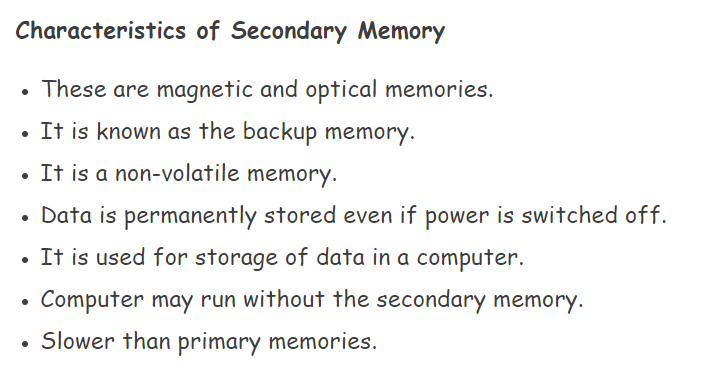 Characteristics of Secondary Memory
• These are magnetic and optical memories.
• It is known as the backup memory.
• It is a non-volatile memory.
• Data is permanently stored even if power is switched off.
• It is used for storage of data in a computer.
• Computer may run without the secondary memory.
• Slower than primary memories.